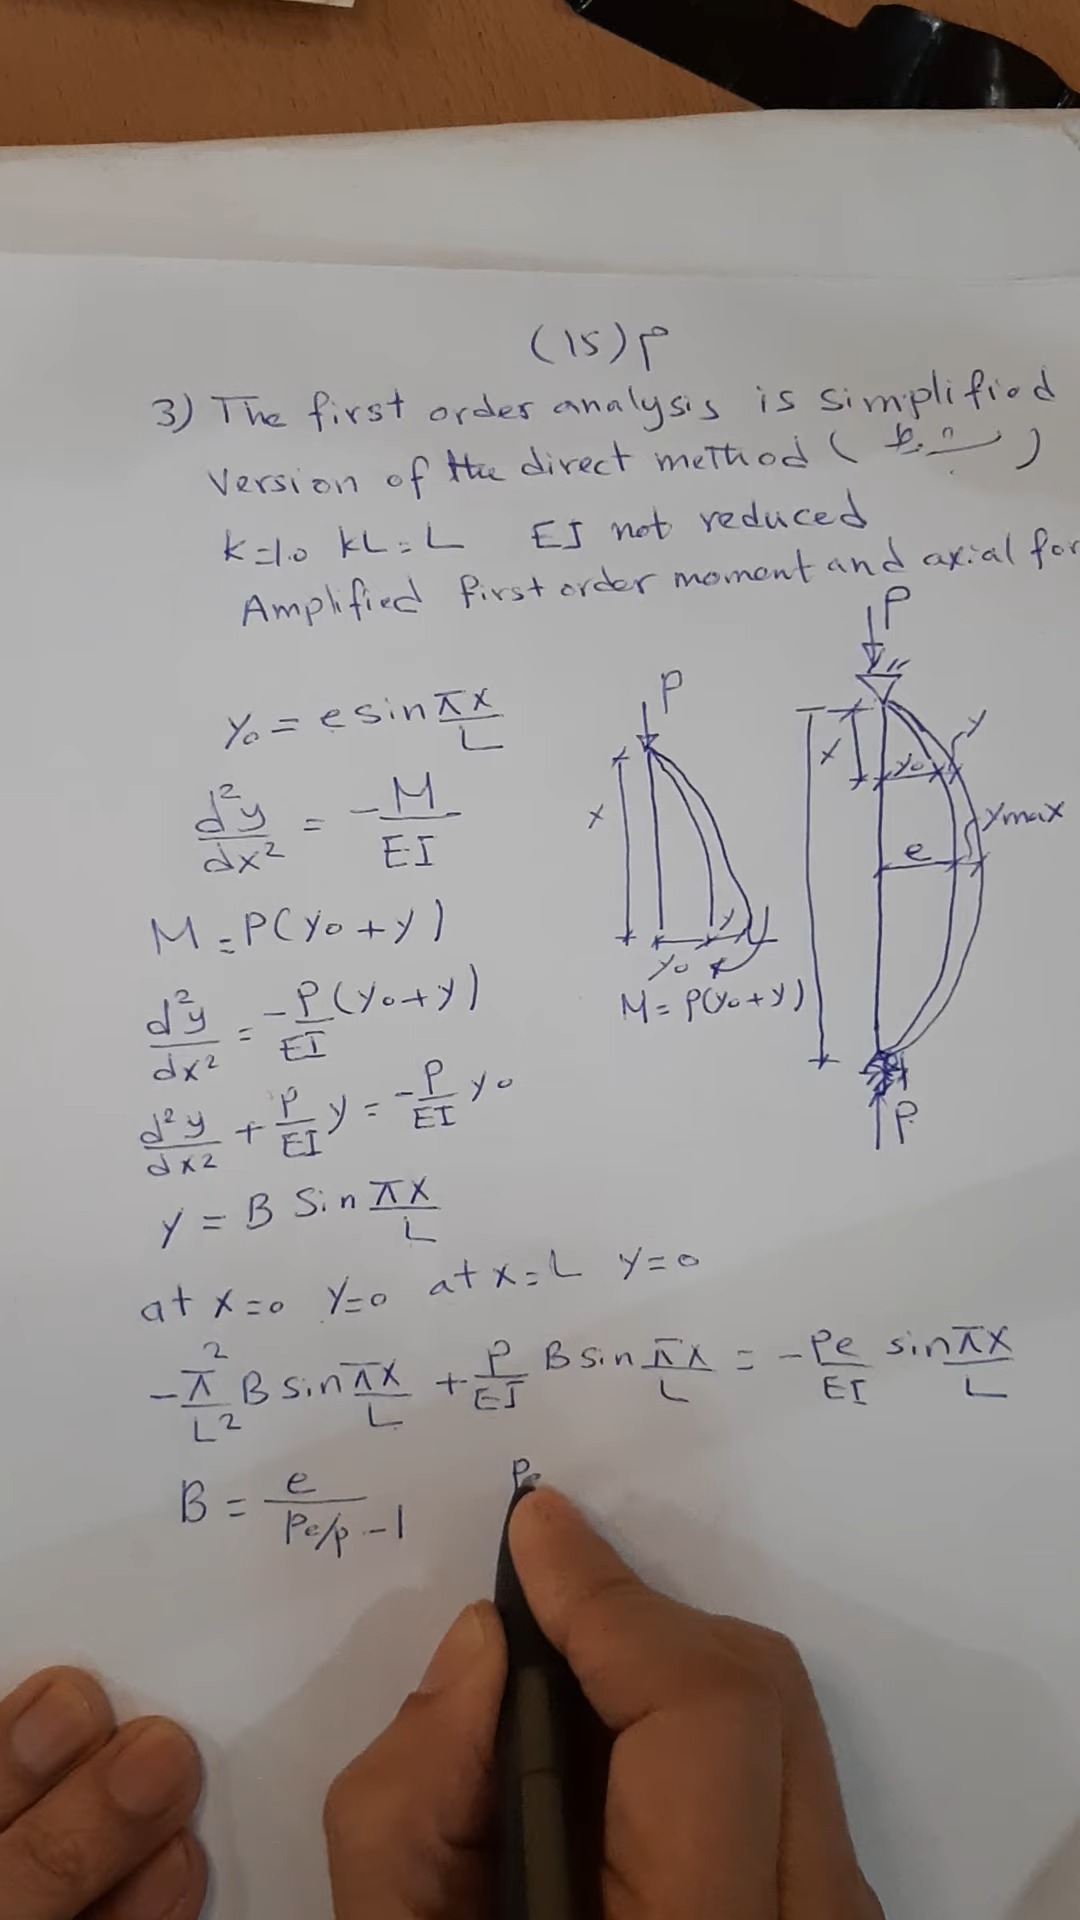 (15) P
3) The first order analysis is simplified
Version of the direct method ( )
K=1.0 KL=L EI not reduced
Amplified first order moment and axial for
P
P
y₀ = e sin πx/L
x
y₀
y
x
ymax
e
d²y/dx² = -M/EI
M = P(y₀+y)
y₀
y
M = P(y₀+y)
d²y/dx² = -P/EI (y₀+y)
d²y/dx² + P/EI y = -P/EI y₀
P
y = B Sin πx/L
at x=0 y=0 at x=L y=0
-π²/L² B sin πx/L + P/EI B sin πx/L = -Pe/EI sin πx/L
B = e/(Pe/P - 1) Pe